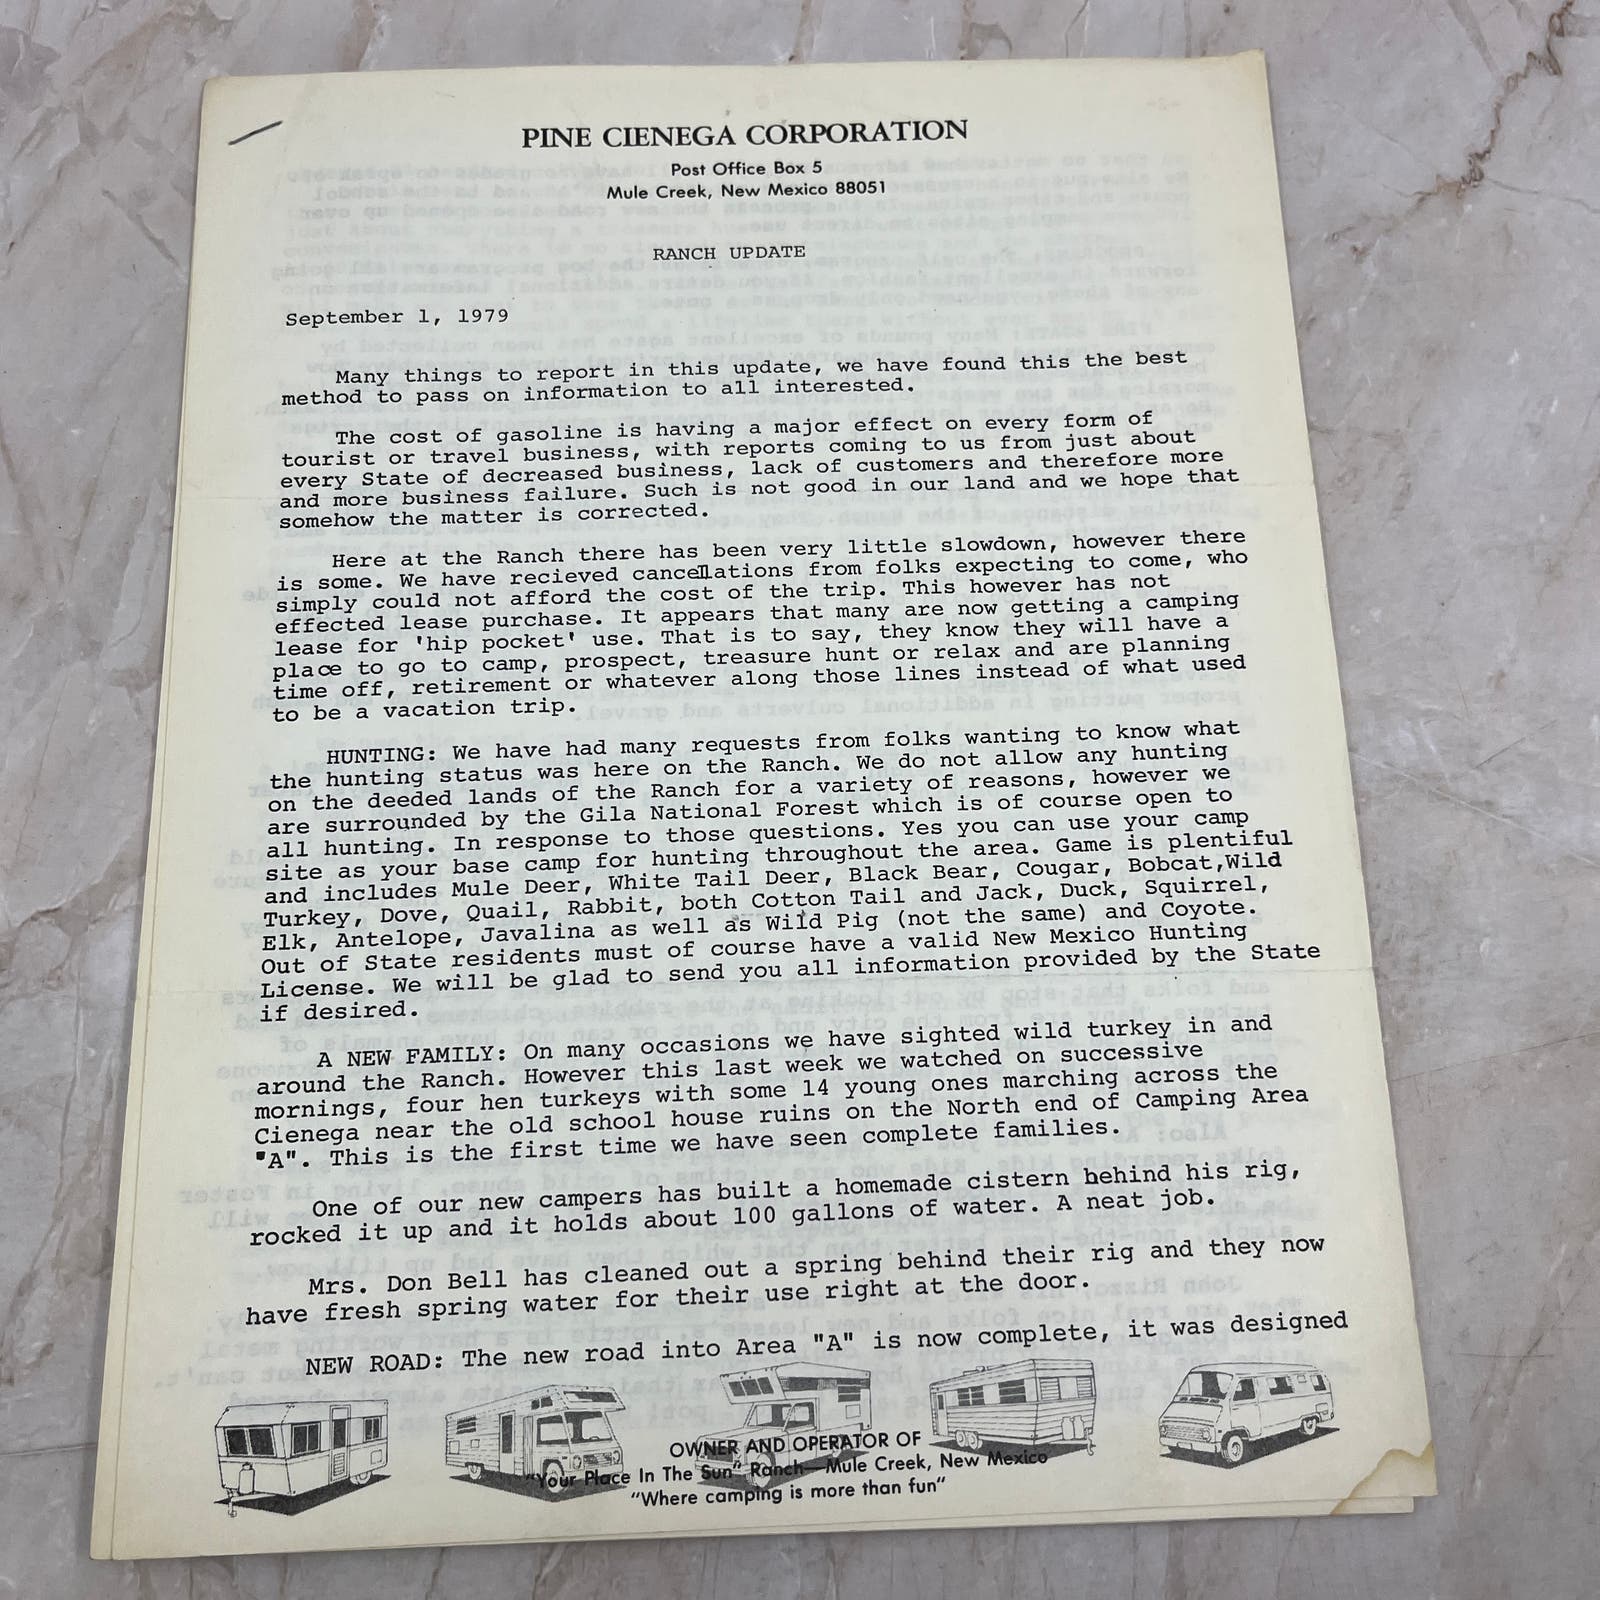 PINE CIENEGA CORPORATION
Post Office Box 5
Mule Creek, New Mexico 88051
RANCH UPDATE
September 1, 1979
Many things to report in this update, we have found this the best
method to pass on information to all interested.
The cost of gasoline is having a major effect on every form of
tourist or travel business, with reports coming to us from just about
every State of decreased business, lack of customers and therefore more
and more business failure. Such is not good in our land and we hope that
somehow the matter is corrected.
Here at the Ranch there has been very little slowdown, however there
is some. We have recieved cancellations from folks expecting to come, who
simply could not afford the cost of the trip. This however has not
effected lease purchase. It appears that many are now getting a camping
lease for 'hip pocket' use. That is to say, they know they will have a
place to go to camp, prospect, treasure hunt or relax and are planning
time off, retirement or whatever along those lines instead of what used
to be a vacation trip.
HUNTING: We have had many requests from folks wanting to know what
the hunting status was here on the Ranch. We do not allow any hunting
on the deeded lands of the Ranch for a variety of reasons, however we
are surrounded by the Gila National Forest which is of course open to
all hunting. In response to those questions. Yes you can use your camp
site as your base camp for hunting throughout the area. Game is plentiful
and includes Mule Deer, White Tail Deer, Black Bear, Cougar, Bobcat,Wild
Turkey, Dove, Quail, Rabbit, both Cotton Tail and Jack, Duck, Squirrel,
Elk, Antelope, Javalina as well as Wild Pig (not the same) and Coyote.
Out of State residents must of course have a valid New Mexico Hunting
License. We will be glad to send you all information provided by the State
if desired.
A NEW FAMILY: On many occasions we have sighted wild turkey in and
around the Ranch. However this last week we watched on successive
mornings, four hen turkeys with some 14 young ones marching across the
Cienega near the old school house ruins on the North end of Camping Area
"A". This is the first time we have seen complete families.
One of our new campers has built a homemade cistern behind his rig,
rocked it up and it holds about 100 gallons of water. A neat job.
Mrs. Don Bell has cleaned out a spring behind their rig and they now
have fresh spring water for their use right at the door.
NEW ROAD: The new road into Area "A" is now complete, it was designed
OWNER AND OPERATOR OF
"Your Place In The Sun" Ranch—Mule Creek, New Mexico
"Where camping is more than fun"